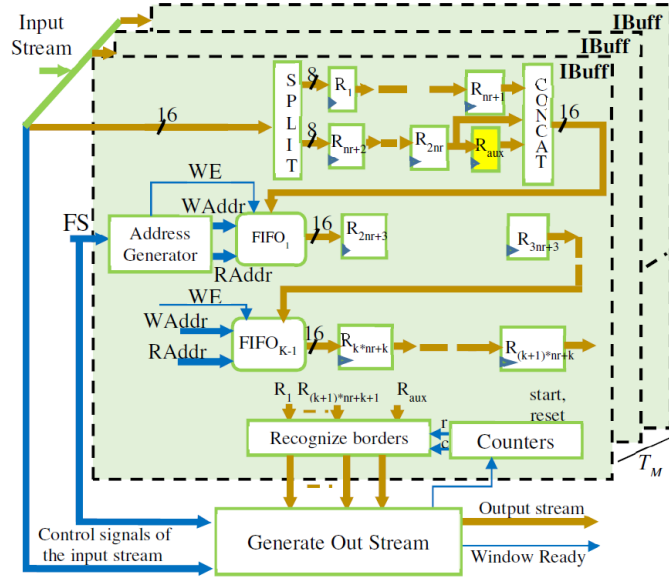 Input
Stream
IBuff
IBuff
IBuff
S
P
L
I
T
8
8
R1
Rnr+1
Rnr+2
R2nr
Raux
C
O
N
C
A
T
16
16
WE
WAddr
FS
Address
Generator
FIFO1
16
R2nr+3
R3nr+3
RAddr
WE
WAddr
RAddr
FIFOK-1
16
Rk*nr+k
R(k+1)*nr+k
R1 R(k+1)*nr+k+1 Raux
start,
reset
Recognize borders
r
c
Counters
TM
Control signals of
the input stream
Generate Out Stream
Output stream
Window Ready